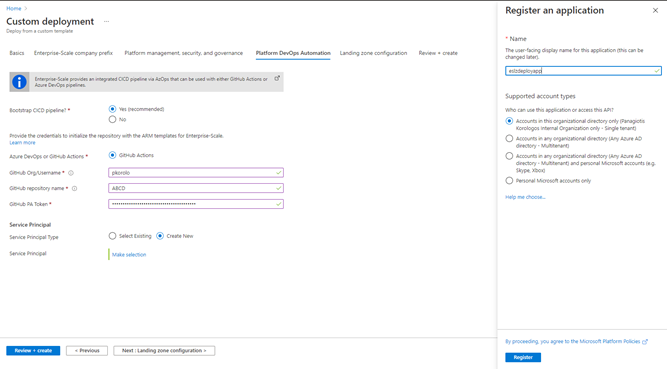 Home >
Custom deployment ...
Deploy from a custom template
Basics Enterprise-Scale company prefix Platform management, security, and governance Platform DevOps Automation Landing zone configuration Review + create
Enterprise-Scale provides an integrated CICD pipeline via AzOps that can be used with either GitHub Actions or
Azure DevOps pipelines.
Bootstrap CICD pipeline? * Yes (recommended)
No
Provide the credentials to initialize the repository with the ARM templates for Enterprise-Scale.
Learn more
Azure DevOps or GitHub Actions * GitHub Actions
GitHub Org/Username * pkorolo
GitHub repository name * ABCD
GitHub PA Token *
Service Principal
Service Principal Type Select Existing Create New
Service Principal Make selection
Review + create < Previous Next : Landing zone configuration >
Register an application
* Name
The user-facing display name for this application (this can be
changed later).
eslzdeployapp
Supported account types
Who can use this application or access this API?
Accounts in this organizational directory only (Panagiotis
Korologos Internal Organization only - Single tenant)
Accounts in any organizational directory (Any Azure AD
directory - Multitenant)
Accounts in any organizational directory (Any Azure AD
directory - Multitenant) and personal Microsoft accounts (e.g.
Skype, Xbox)
Personal Microsoft accounts only
Help me choose...
By proceeding, you agree to the Microsoft Platform Policies
Register